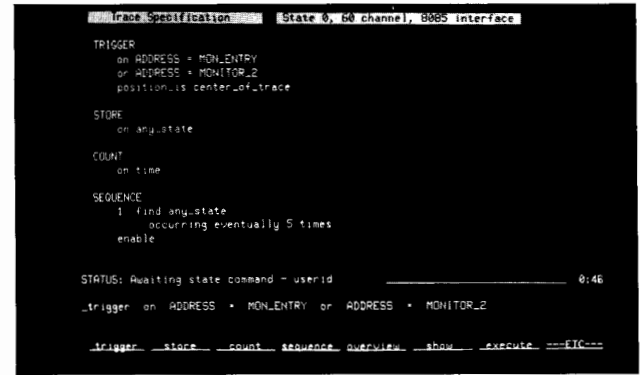 Trace Specification State 0, 60 channel, 8085 interface
TRIGGER
on ADDRESS = MON_ENTRY
or ADDRESS = MONITOR_2
position_is center_of_trace
STORE
on any_state
COUNT
on time
SEQUENCE
1 find any_state
occurring eventually 5 times
enable
STATUS: Awaiting state command - userid 0:46
_trigger on ADDRESS = MON_ENTRY or ADDRESS = MONITOR_2
trigger store count sequence overview show execute ---ETC---